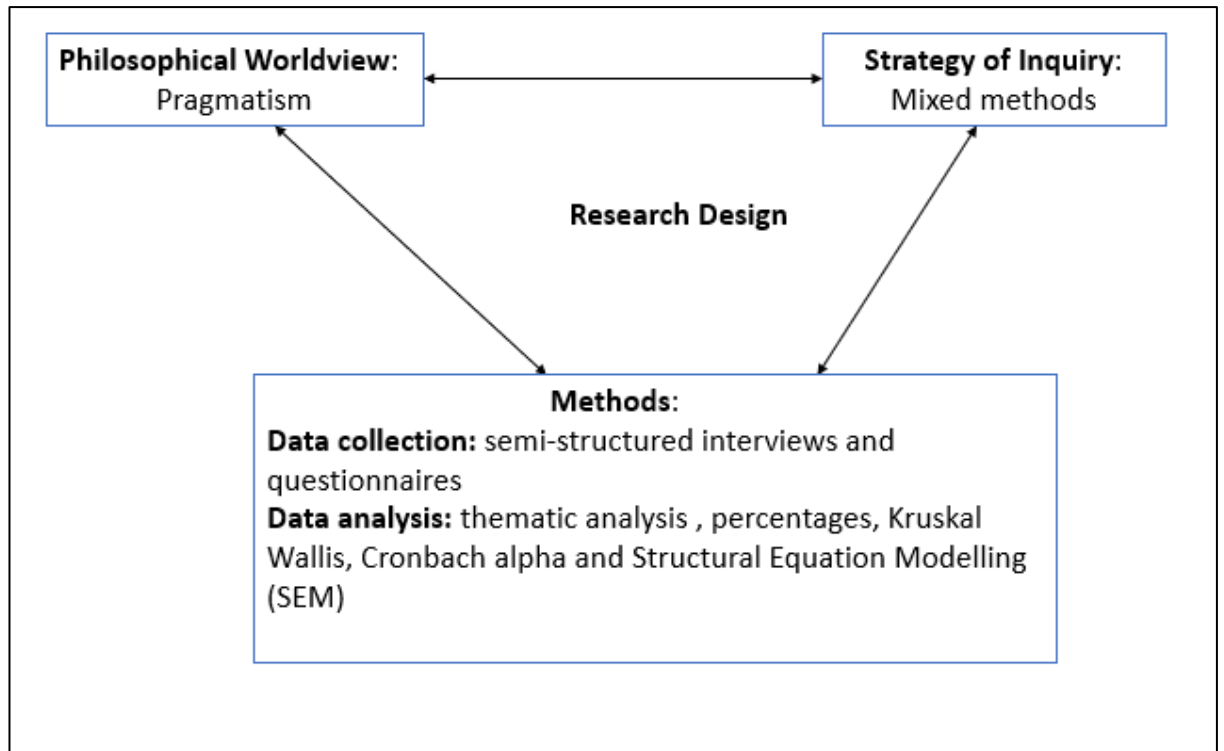 Philosophical Worldview:
Pragmatism
Strategy of Inquiry:
Mixed methods
Research Design
Methods:
Data collection: semi-structured interviews and
questionnaires
Data analysis: thematic analysis , percentages, Kruskal
Wallis, Cronbach alpha and Structural Equation Modelling
(SEM)